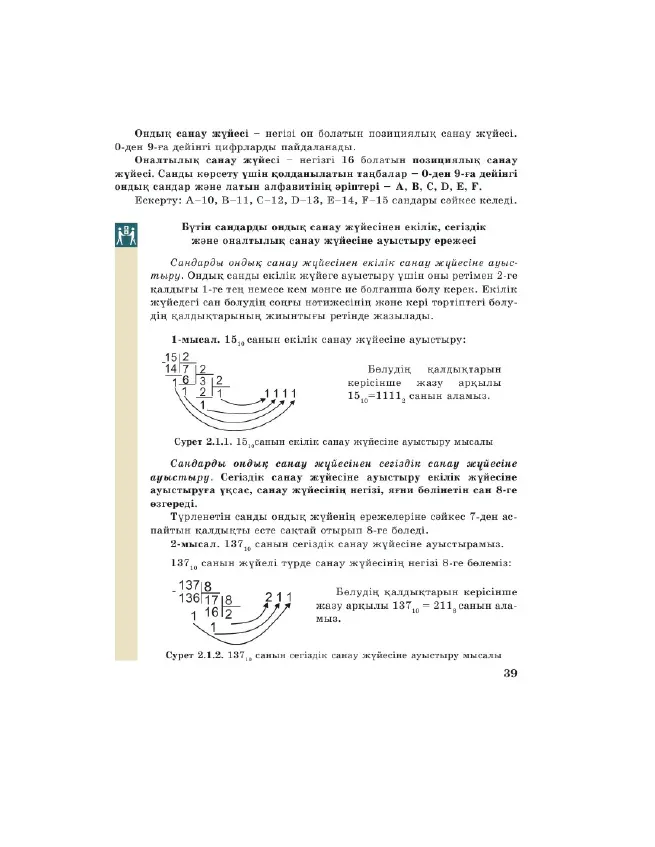 Ондық санау жүйесі – негізі он болатын позициялық санау жүйесі.
0-ден 9-ға дейінгі цифрларды пайдаланады.
Оналтылық санау жүйесі – негізгі 16 болатын позициялық санау
жүйесі. Санды көрсету үшін қолданылатын таңбалар – 0-ден 9-ға дейінгі
ондық сандар және латын алфавитінің әріптері – A, B, C, D, E, F.
Ескерту: A–10, B–11, C–12, D–13, E–14, F–15 сандары сәйкес келеді.
Бүтін сандарды ондық санау жүйесінен екілік, сегіздік
және оналтылық санау жүйесіне ауыстыру ережесі
Сандарды ондық санау жүйесінен екілік санау жүйесіне ауыс-
тыру. Ондық санды екілік жүйеге ауыстыру үшін оны ретімен 2-ге
қалдығы 1-ге тең немесе кем мәнге ие болғанша бөлу керек. Екілік
жүйедегі сан бөлудің соңғы нәтижесінің және кері тәртіптегі бөлу-
дің қалдықтарының жиынтығы ретінде жазылады.
1-мысал. 15₁₀ санын екілік санау жүйесіне ауыстыру:
-15 2
14 7 2
1 6 3 2
1 2 1 1 1 1 1
1
Бөлудің қалдықтарын
керісінше жазу арқылы
15₁₀=1111₂ санын аламыз.
Сурет 2.1.1. 15₁₀санын екілік санау жүйесіне ауыстыру мысалы
Сандарды ондық санау жүйесінен сегіздік санау жүйесіне
ауыстыру. Сегіздік санау жүйесіне ауыстыру екілік жүйесіне
ауыстыруға ұқсас, санау жүйесінің негізі, яғни бөлінетін сан 8-ге
өзгереді.
Түрленетін санды ондық жүйенің ережелеріне сәйкес 7-ден ас-
пайтын қалдықты есте сақтай отырып 8-ге бөледі.
2-мысал. 137₁₀ санын сегіздік санау жүйесіне ауыстырамыз.
137₁₀ санын жүйелі түрде санау жүйесінің негізі 8-ге бөлеміз:
-137 8
136 17 8 2 1 1
1 16 2
1
Бөлудің қалдықтарын керісінше
жазу арқылы 137₁₀ = 211₈ санын ала-
мыз.
Сурет 2.1.2. 137₁₀ санын сегіздік санау жүйесіне ауыстыру мысалы
39